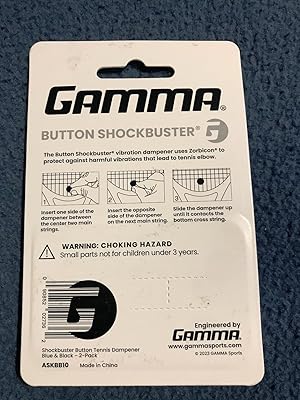 GAMMA®
BUTTON SHOCKBUSTER® G
The Button Shockbuster® vibration dampener uses Zorbicon® to
protect against harmful vibrations that lead to tennis elbow.
1 2 3
Insert one side of the
dampener between
the center two main
strings.
Insert the opposite
side of the dampener
on the next main string.
Slide the dampener up
until it contacts the
bottom cross string.
WARNING: CHOKING HAZARD
Small parts not for children under 3 years.
Shockbuster Button Tennis Dampener
Blue & Black - 2-Pack
ASKBB10 Made in China
Engineered by
GAMMA®
www.gammasports.com
© 2023 GAMMA Sports